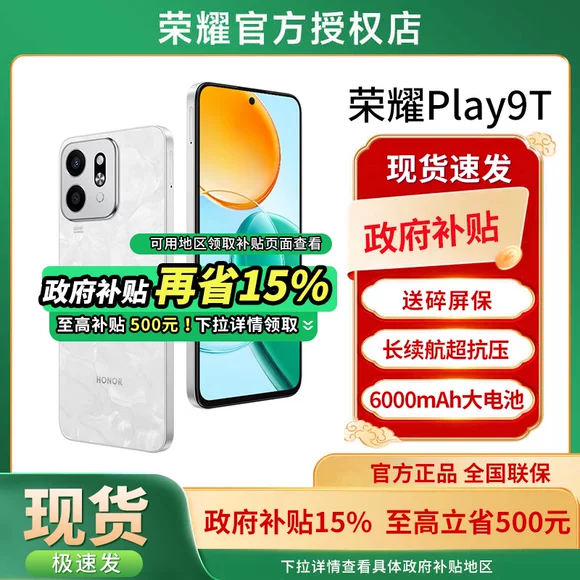 荣耀官方授权店
荣耀Play9T
现货速发
政府补贴
送碎屏保
长续航超抗压
6000mAh大电池
可用地区领取补贴页面查看
政府补贴 再省15%
至高补贴 500元！下拉详情领取
HONOR
官方正品 全国联保
现货
极速发
政府补贴15% 至高立省500元
下拉详情查看具体政府补贴地区